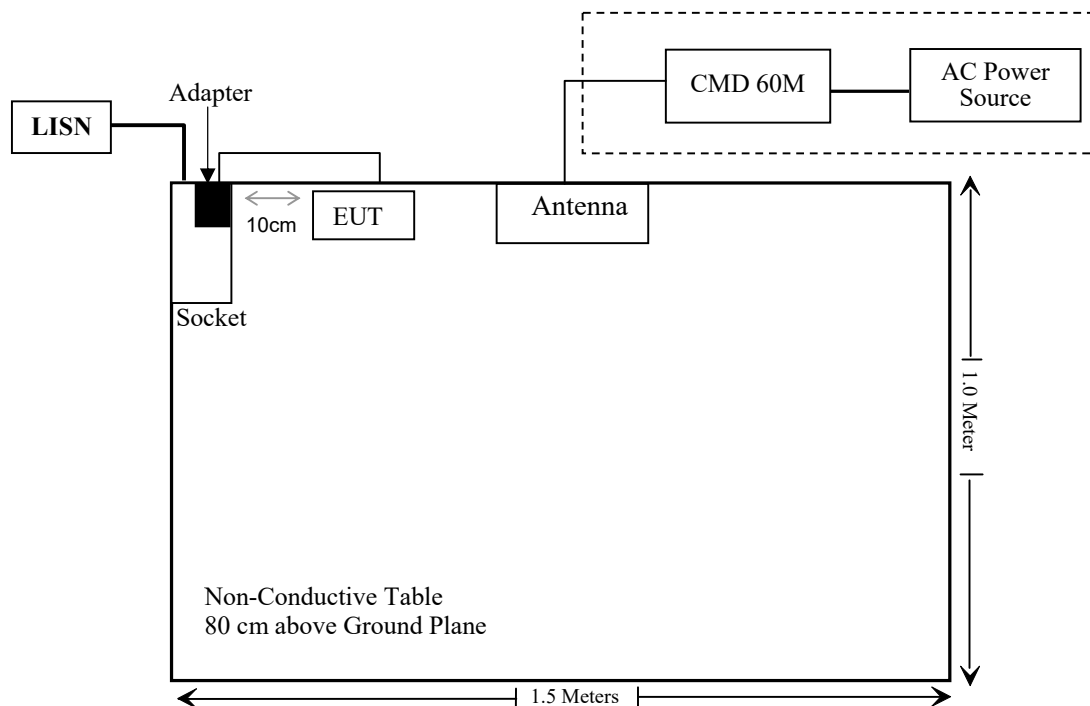 CMD 60M
AC Power
Source
Adapter
LISN
10cm
EUT
Antenna
Socket
1.0 Meter
Non-Conductive Table
80 cm above Ground Plane
1.5 Meters